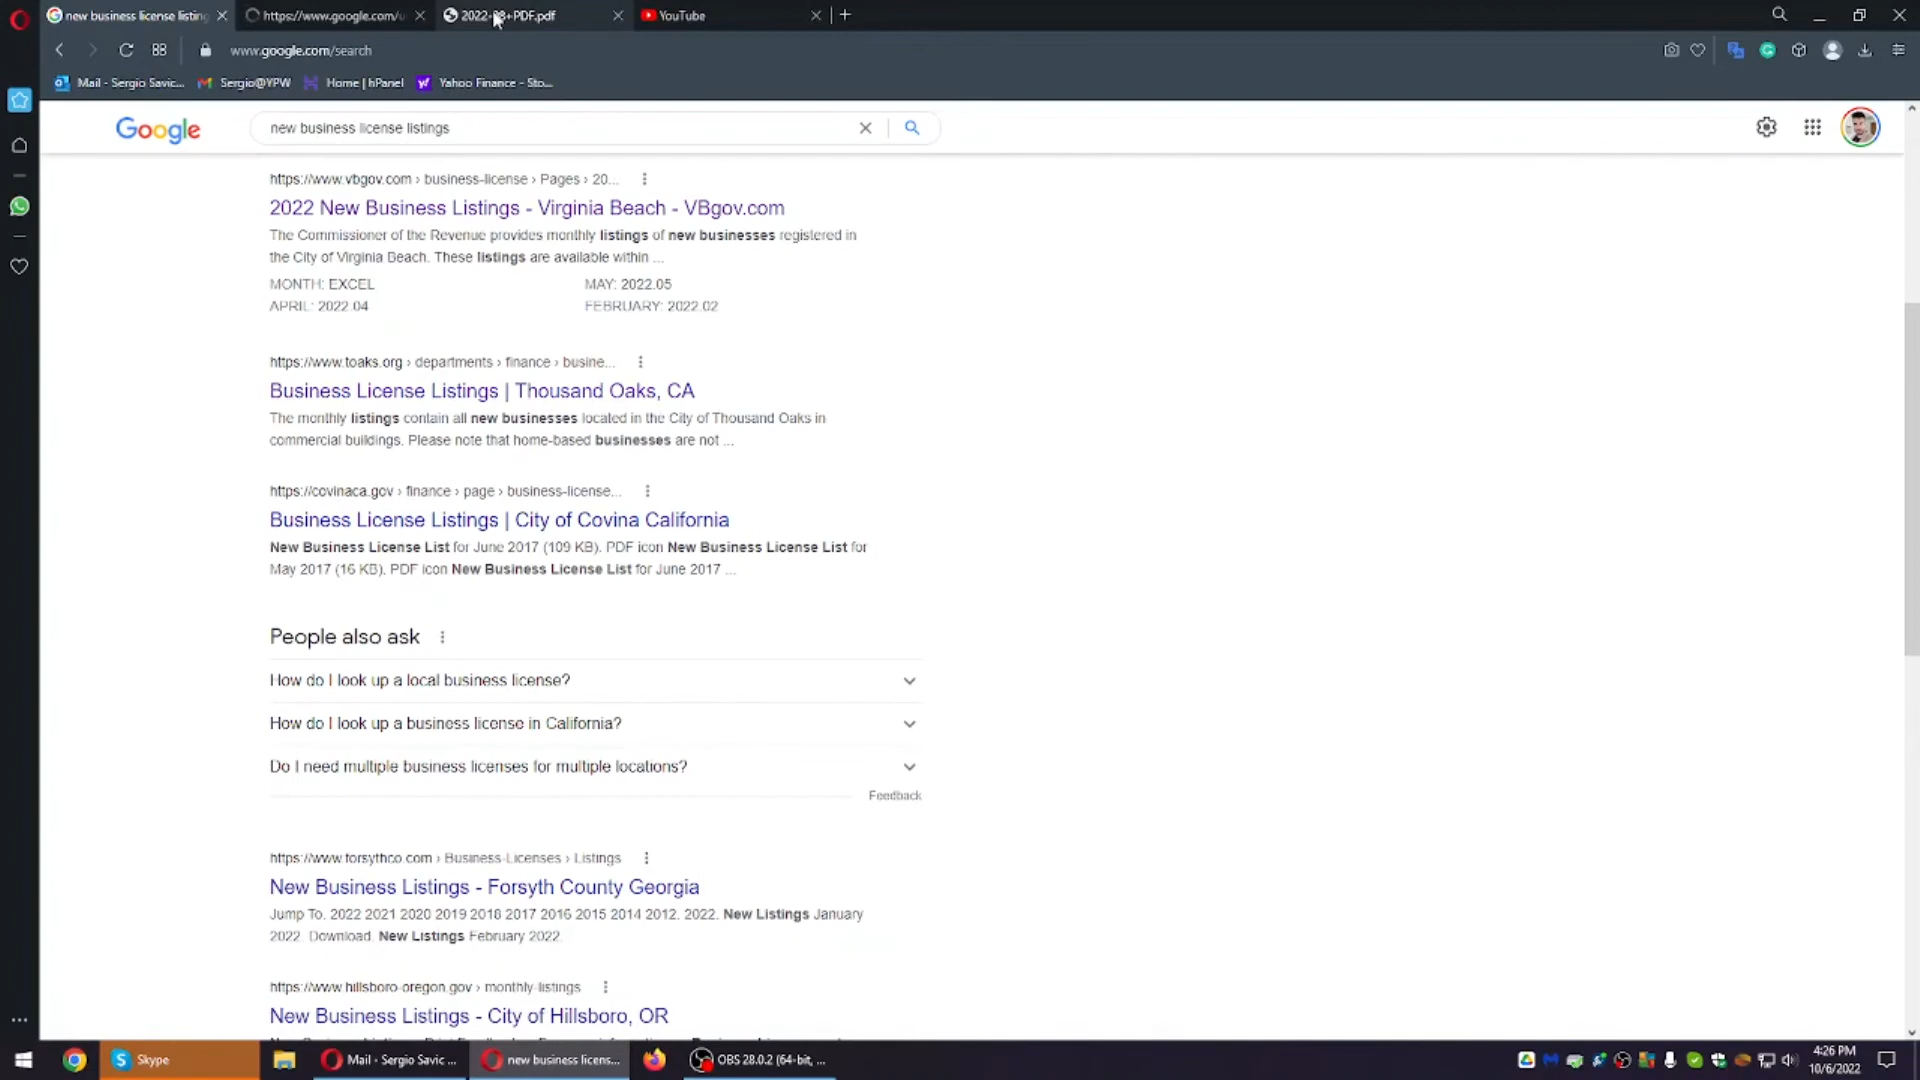 new business license listing
https://www.google.com/u
2022-08+PDF.pdf
YouTube
www.google.com/search
Mail - Sergio Savic...
Sergio@YPW
Home | hPanel
Yahoo Finance - Sto...
Google
new business license listings
https://www.vbgov.com › business-license › Pages › 20...
2022 New Business Listings - Virginia Beach - VBgov.com
The Commissioner of the Revenue provides monthly listings of new businesses registered in
the City of Virginia Beach. These listings are available within ...
MONTH: EXCEL
MAY: 2022.05
APRIL: 2022.04
FEBRUARY: 2022.02
https://www.toaks.org › departments › finance › busine...
Business License Listings | Thousand Oaks, CA
The monthly listings contain all new businesses located in the City of Thousand Oaks in
commercial buildings. Please note that home-based businesses are not ...
https://covinaca.gov › finance › page › business-license...
Business License Listings | City of Covina California
New Business License List for June 2017 (109 KB). PDF icon New Business License List for
May 2017 (16 KB). PDF icon New Business License List for June 2017 ...
People also ask
How do I look up a local business license?
How do I look up a business license in California?
Do I need multiple business licenses for multiple locations?
Feedback
https://www.forsythco.com › Business-Licenses › Listings
New Business Listings - Forsyth County Georgia
Jump To. 2022 2021 2020 2019 2018 2017 2016 2015 2014 2012. 2022. New Listings January
2022. Download. New Listings February 2022.
https://www.hillsboro-oregon.gov › monthly-listings
New Business Listings - City of Hillsboro, OR
Skype
Mail - Sergio Savic ...
new business licens...
OBS 28.0.2 (64-bit, ...
4:26 PM
10/6/2022